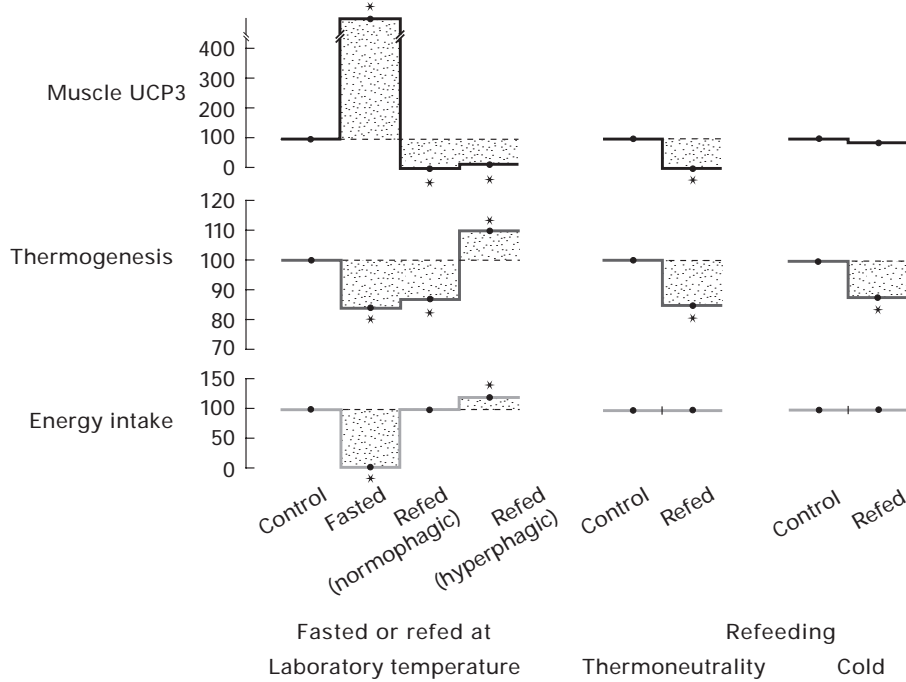 Muscle UCP3
400
300
200
100
0
Thermogenesis
120
110
100
90
80
70
Energy intake
150
100
50
0
Control
Fasted
Refed
(normophagic)
Refed
(hyperphagic)
Control
Refed
Control
Refed
Fasted or refed at
Laboratory temperature
Refeeding
Thermoneutrality
Cold